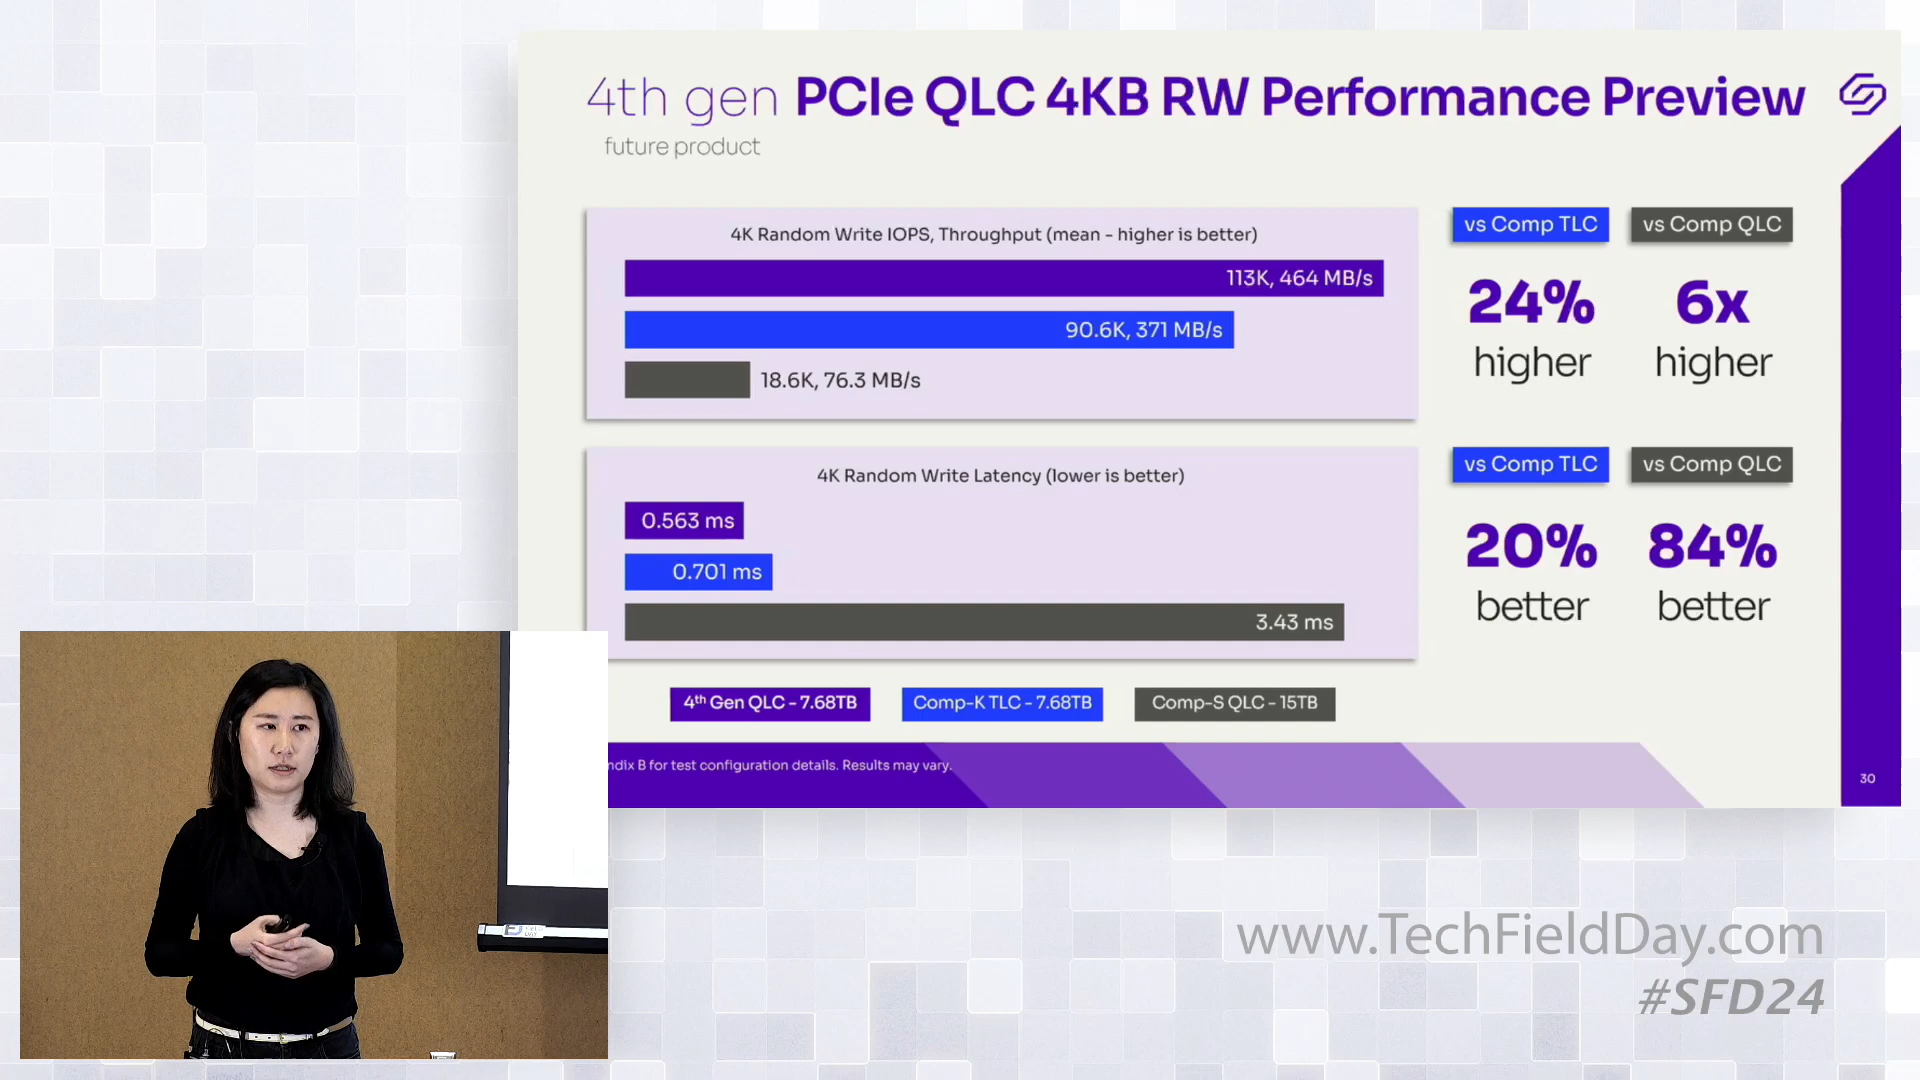 4th gen PCIe QLC 4KB RW Performance Preview
future product
4K Random Write IOPS, Throughput (mean - higher is better)
113K, 464 MB/s
90.6K, 371 MB/s
18.6K, 76.3 MB/s
vs Comp TLC
vs Comp QLC
24%
higher
6x
higher
4K Random Write Latency (lower is better)
0.563 ms
0.701 ms
3.43 ms
vs Comp TLC
vs Comp QLC
20%
better
84%
better
4th Gen QLC - 7.68TB
Comp-K TLC - 7.68TB
Comp-S QLC - 15TB
ndix B for test configuration details. Results may vary.
30
www.TechFieldDay.com
#SFD24